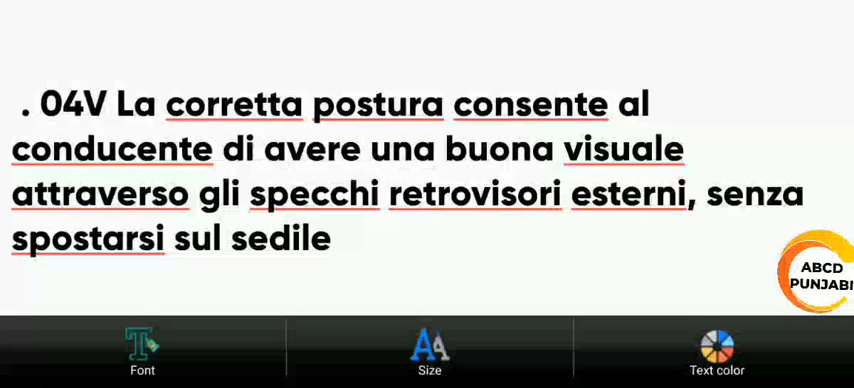 . 04V La corretta postura consente al
conducente di avere una buona visuale
attraverso gli specchi retrovisori esterni, senza
spostarsi sul sedile
ABCD
PUNJABI
Font
Size
Text color